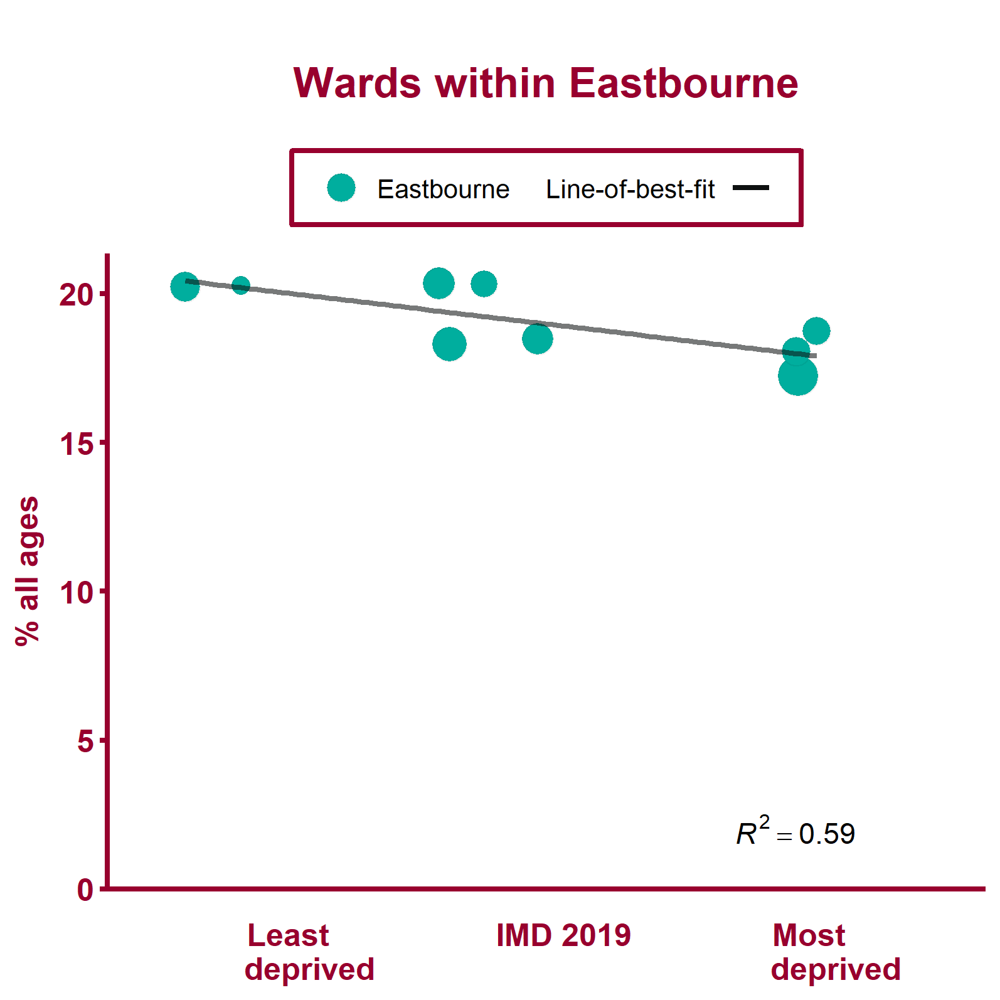 Wards within Eastbourne
Eastbourne Line-of-best-fit
20
15
10
5
0
% all ages
R² = 0.59
Least deprived
IMD 2019
Most deprived